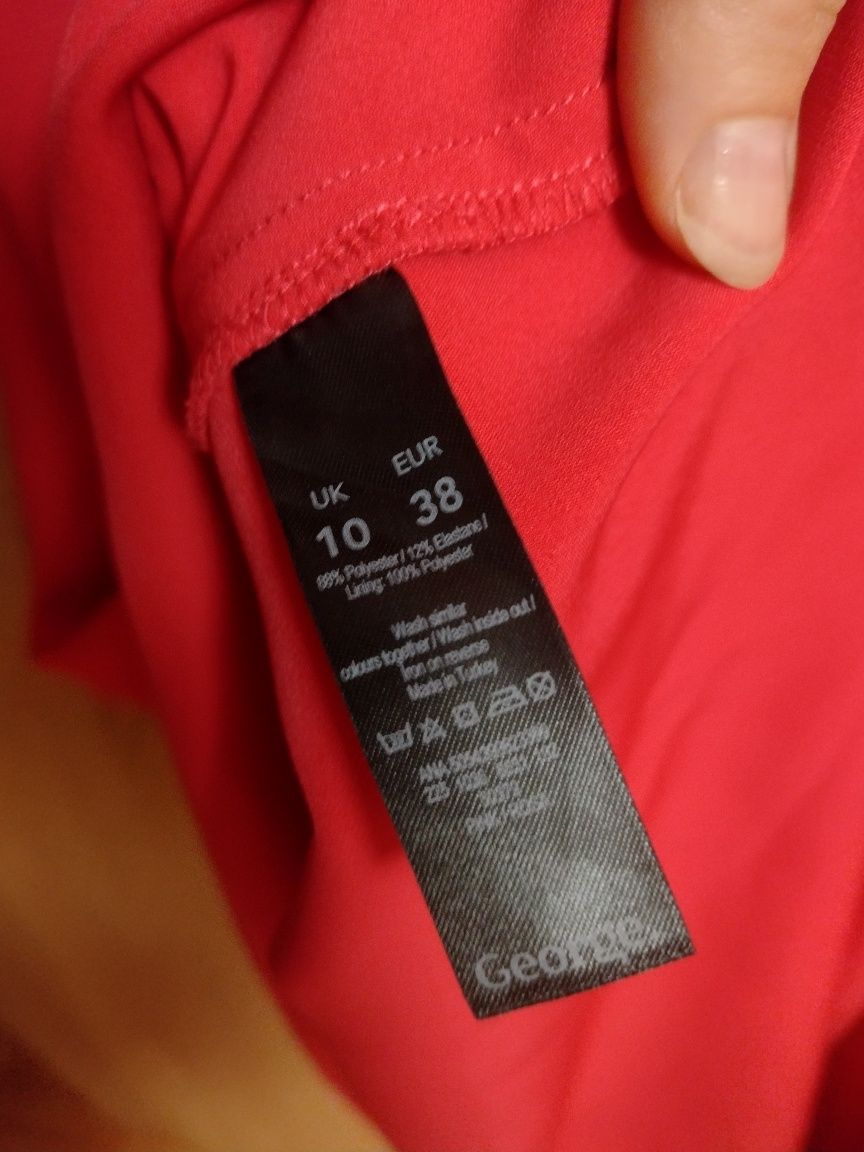 UK EUR
10 38
88% Polyester / 12% Elastane /
Lining: 100% Polyester
Wash similar
colours together / Wash inside out /
Iron on reverse
Made in Turkey
George.